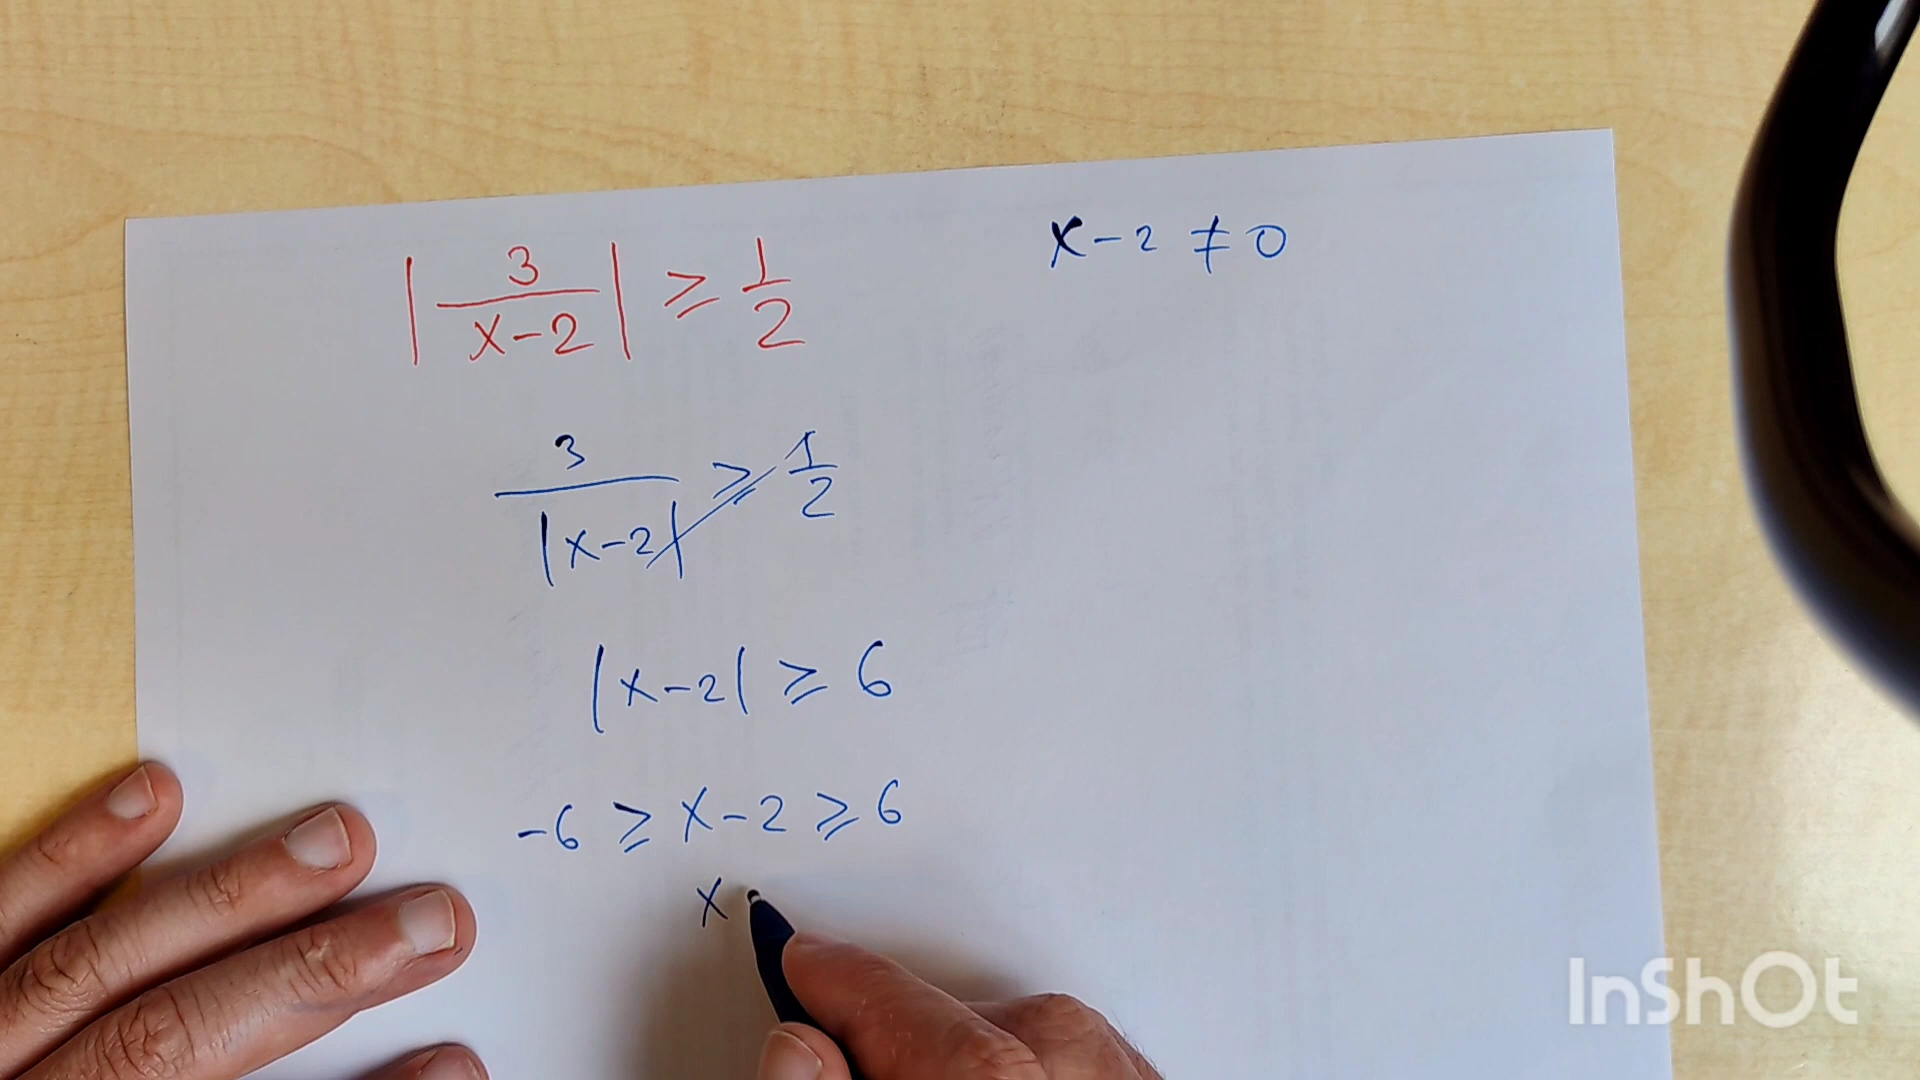 |3/(x-2)| ≥ 1/2
x-2 ≠ 0
3/|x-2| ≥ 1/2
|x-2| ≥ 6
-6 ≥ x-2 ≥ 6
x
InShOt